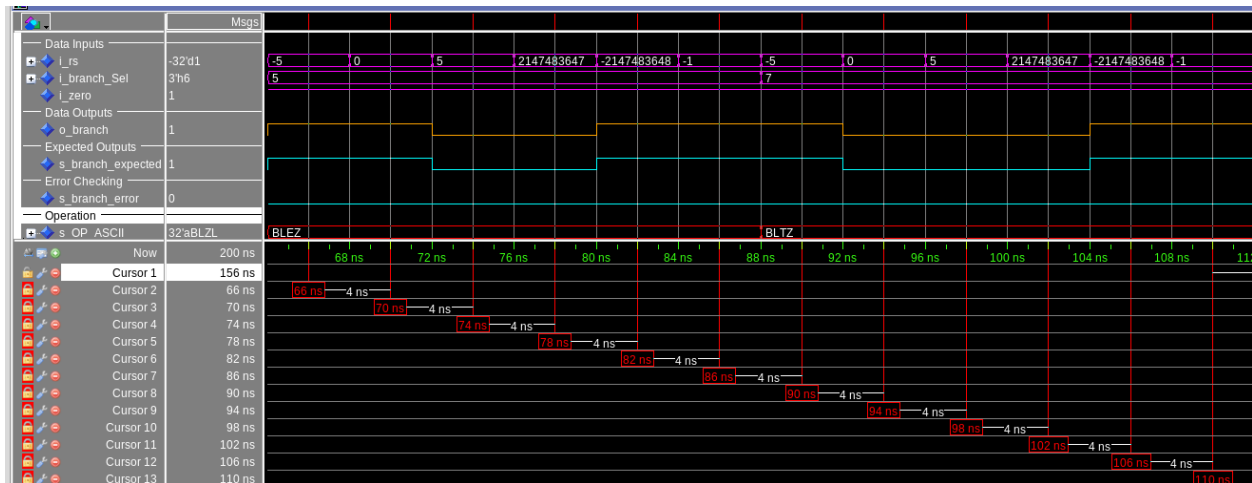 Msgs
Data Inputs
i_rs -32'd1 -5 0 5 2147483647 -2147483648 -1 -5 0 5 2147483647 -2147483648 -1
i_branch_Sel 3'h6 5 7
i_zero 1
Data Outputs
o_branch 1
Expected Outputs
s_branch_expected 1
Error Checking
s_branch_error 0
Operation
s_OP_ASCII 32'aBLZL BLEZ BLTZ
Now 200 ns 68 ns 72 ns 76 ns 80 ns 84 ns 88 ns 92 ns 96 ns 100 ns 104 ns 108 ns
Cursor 1 156 ns
Cursor 2 66 ns 66 ns 4 ns
Cursor 3 70 ns 70 ns 4 ns
Cursor 4 74 ns 74 ns 4 ns
Cursor 5 78 ns 78 ns 4 ns
Cursor 6 82 ns 82 ns 4 ns
Cursor 7 86 ns 86 ns 4 ns
Cursor 8 90 ns 90 ns 4 ns
Cursor 9 94 ns 94 ns 4 ns
Cursor 10 98 ns 98 ns 4 ns
Cursor 11 102 ns 102 ns 4 ns
Cursor 12 106 ns 106 ns 4 ns
Cursor 13 110 ns 110 ns